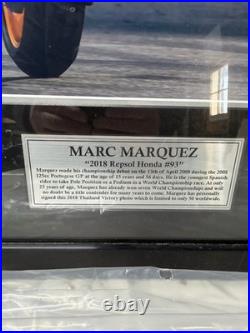 MARC MARQUEZ
"2018 Repsol Honda #93"
Marquez made his championship debut on the 13th of April 2008 during the 2008
125cc Portugese GP at the age of 15 years and 56 days. He is the youngest Spanish
rider to take Pole Position or a Podium in a World Championship race. At only
25 years of age, Marquez has already won seven World Championships and will
no doubt be a title contender for many years to come. Marquez has personally
signed this 2018 Thailand Victory photo which is limited to only 50 worldwide.